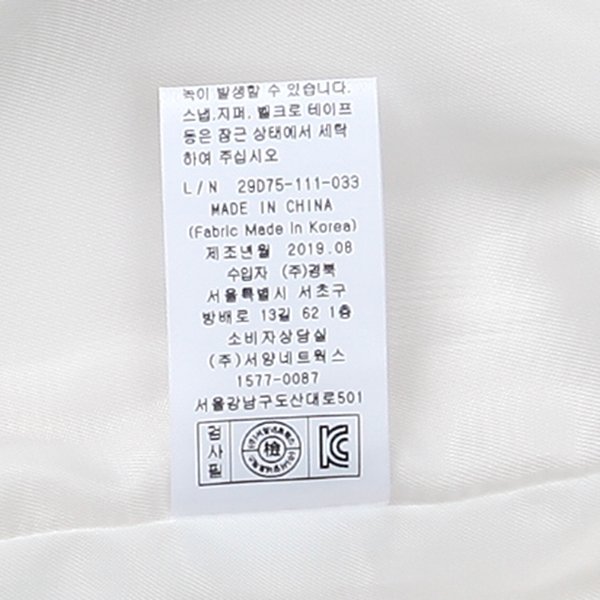 녹이 발생할 수 있습니다.
스냅,지퍼, 벨크로 테이프
등은 잠근 상태에서 세탁
하여 주십시오
L/N 29D75-111-033
MADE IN CHINA
(Fabric Made In Korea)
제조년월 2019.08
수입자 (주)경북
서울특별시 서초구
방배로 13길 62 1층
소비자상담실
(주)서양네트웍스
1577-0087
서울강남구도산대로501
검사필
檢